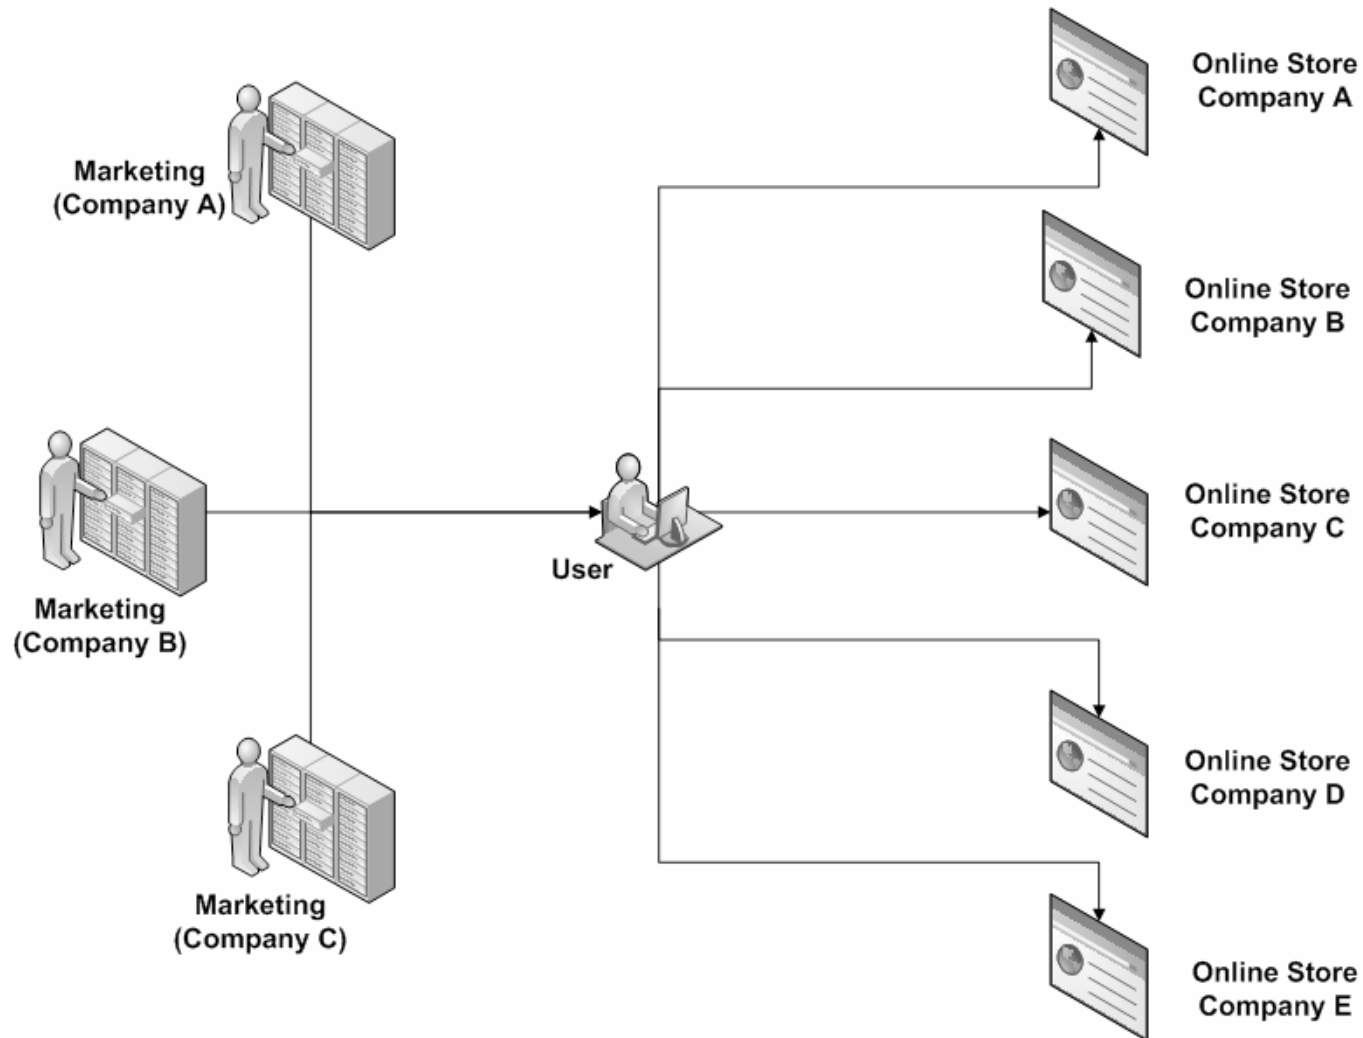 Online Store
Company A
Marketing
(Company A)
Online Store
Company B
Online Store
Company C
User
Marketing
(Company B)
Online Store
Company D
Marketing
(Company C)
Online Store
Company E